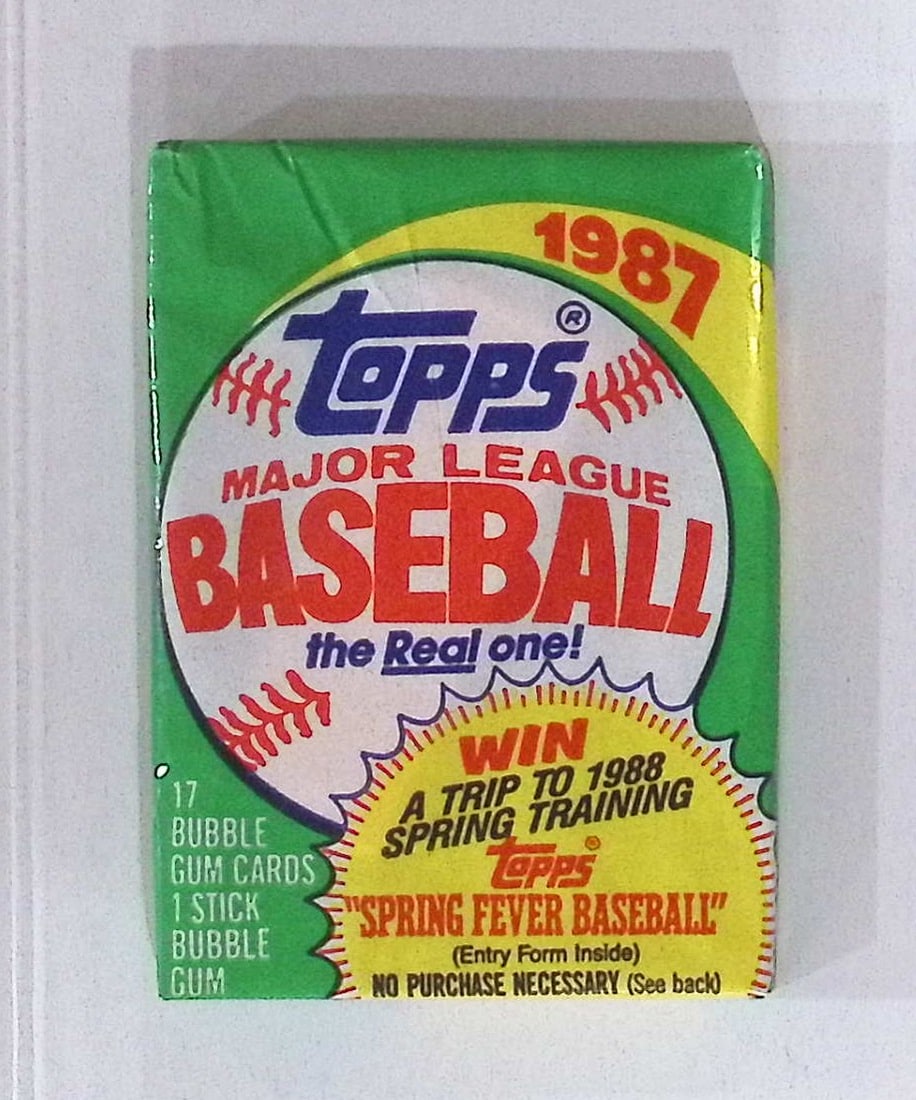 1987
Topps®
MAJOR LEAGUE
BASEBALL
the Real one!
WIN
A TRIP TO 1988
SPRING TRAINING
Topps
"SPRING FEVER BASEBALL"
(Entry Form Inside)
NO PURCHASE NECESSARY (See back)
17
BUBBLE
GUM CARDS
1 STICK
BUBBLE
GUM